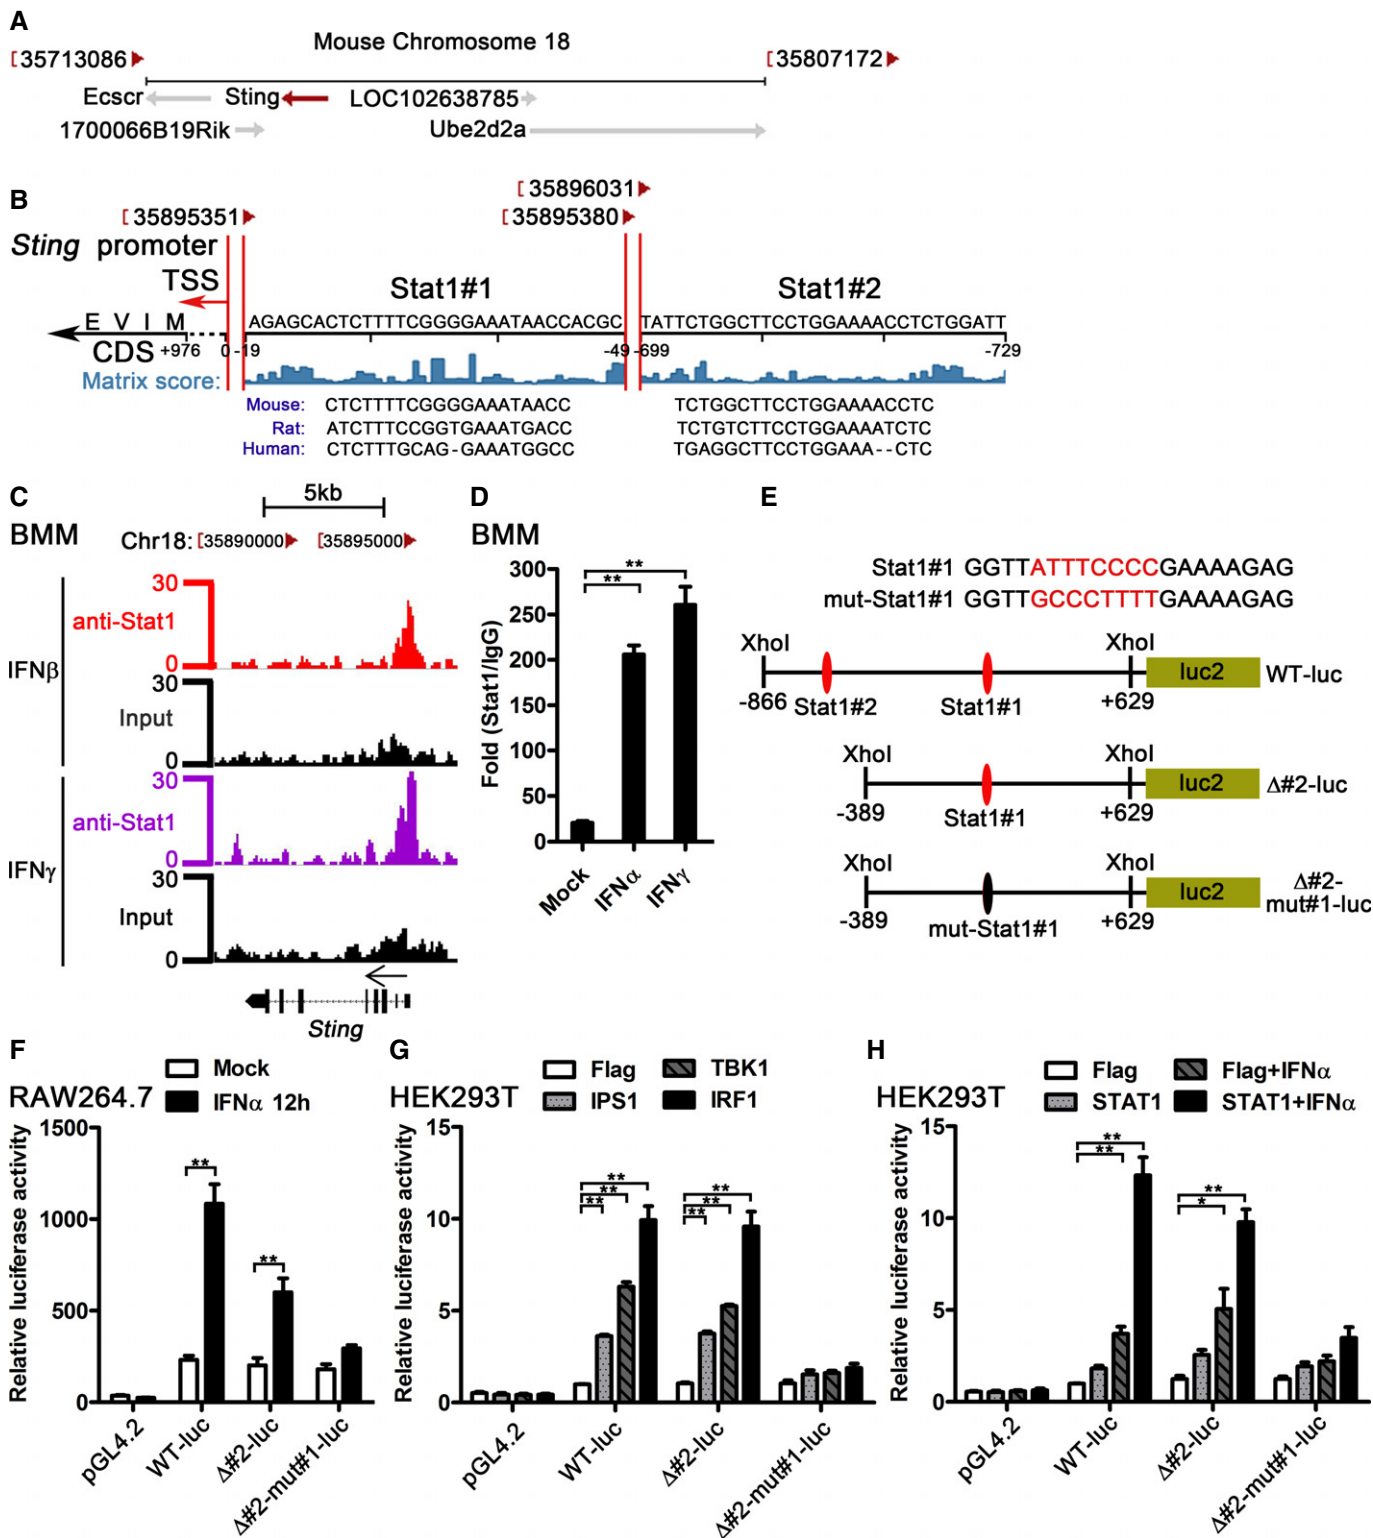 A
Mouse Chromosome 18
[35713086
[35807172
Ecscr
Sting
LOC102638785
1700066B19Rik
Ube2d2a
B
[35896031
[35895351
[35895380
Sting promoter
TSS
Stat1#1
Stat1#2
E V I M
AGAGCACTCTTTTCGGGGAAATAACCACGC
TATTCTGGCTTCCTGGAAAACCTCTGGATT
CDS +976 0 -19 -49 -699 -729
Matrix score:
Mouse: CTCTTTTCGGGGAAATAACC TCTGGCTTCCTGGAAAACCTC
Rat: ATCTTTCCGGTGAAATGACC TCTGTCTTCCTGGAAAATCTC
Human: CTCTTTGCAG-GAAATGGCC TGAGGCTTCCTGGAAA--CTC
C
5kb
BMM
Chr18: [35890000 [35895000
30
anti-Stat1
0
IFNβ
30
Input
0
30
anti-Stat1
0
IFNγ
30
Input
0
Sting
D
BMM
**
**
300
250
200
150
100
50
0
Fold (Stat1/IgG)
Mock
IFNα
IFNγ
E
Stat1#1 GGTTATTTCCCCGAAAAGAG
mut-Stat1#1 GGTTGCCCTTTTGAAAAGAG
XhoI XhoI
luc2 WT-luc
-866 Stat1#2 Stat1#1 +629
XhoI XhoI
luc2 Δ#2-luc
-389 Stat1#1 +629
XhoI XhoI
luc2 Δ#2-
mut#1-luc
-389 mut-Stat1#1 +629
F
Mock
RAW264.7
IFNα 12h
Relative luciferase activity
1500
1000
500
0
**
**
pGL4.2
WT-luc
Δ#2-luc
Δ#2-mut#1-luc
G
Flag
TBK1
HEK293T
IPS1
IRF1
Relative luciferase activity
15
10
5
0
**
**
**
**
**
**
pGL4.2
WT-luc
Δ#2-luc
Δ#2-mut#1-luc
H
Flag
Flag+IFNα
HEK293T
STAT1
STAT1+IFNα
Relative luciferase activity
15
10
5
0
**
**
**
*
pGL4.2
WT-luc
Δ#2-luc
Δ#2-mut#1-luc